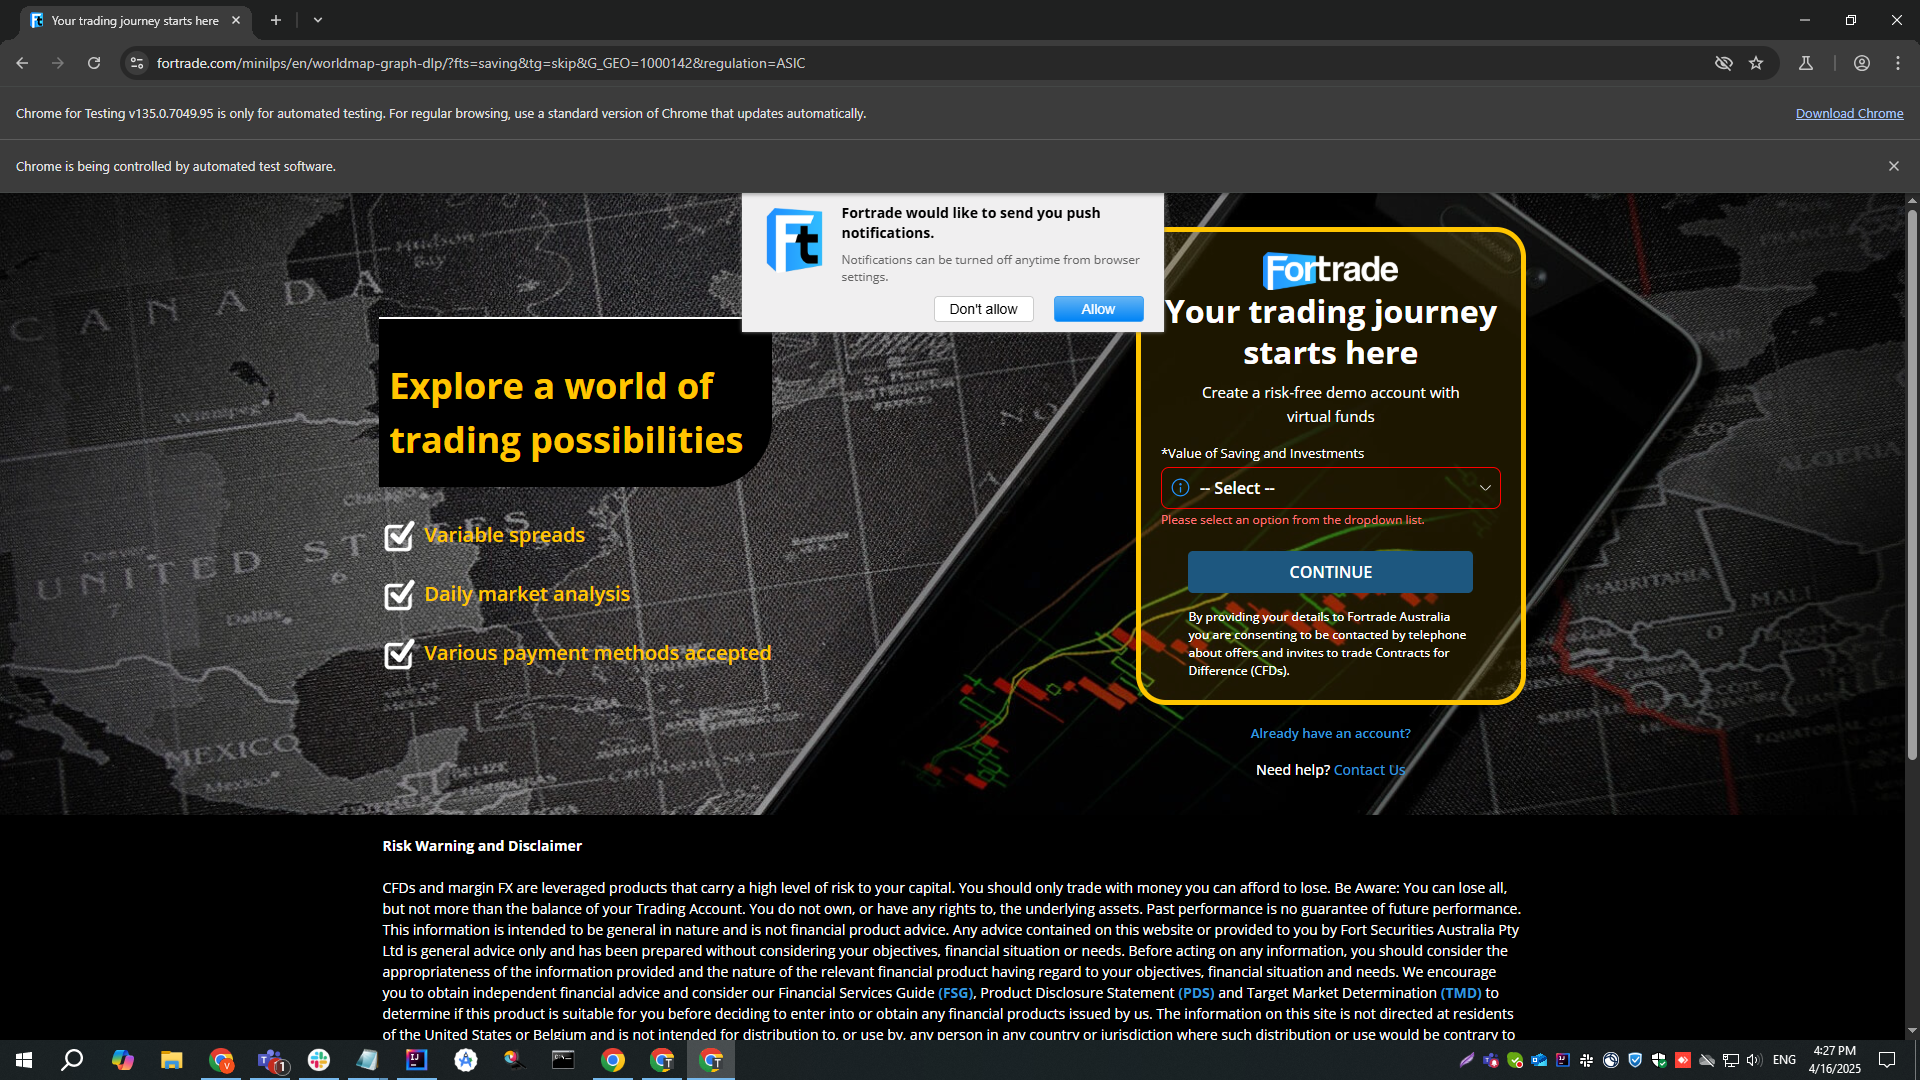 Your trading journey starts here
fortrade.com/minilps/en/worldmap-graph-dlp/?fts=saving&tg=skip&G_GEO=1000142&regulation=ASIC
Chrome for Testing v135.0.7049.95 is only for automated testing. For regular browsing, use a standard version of Chrome that updates automatically.
Download Chrome
Chrome is being controlled by automated test software.
Fortrade would like to send you push
notifications.
Notifications can be turned off anytime from browser
settings.
Don't allow
Allow
Fortrade
Your trading journey
starts here
Create a risk-free demo account with
virtual funds
*Value of Saving and Investments
-- Select --
Please select an option from the dropdown list.
CONTINUE
By providing your details to Fortrade Australia
you are consenting to be contacted by telephone
about offers and invites to trade Contracts for
Difference (CFDs).
Already have an account?
Need help? Contact Us
Explore a world of
trading possibilities
Variable spreads
Daily market analysis
Various payment methods accepted
CANADA
Hudson
Bay
Winnipeg
Chicago
Denver
UNITED STATES
Dallas
MEXICO
Mexico
BELIZE
ALGERIA
MAURITANIA
MALI
Risk Warning and Disclaimer
CFDs and margin FX are leveraged products that carry a high level of risk to your capital. You should only trade with money you can afford to lose. Be Aware: You can lose all,
but not more than the balance of your Trading Account. You do not own, or have any rights to, the underlying assets. Past performance is no guarantee of future performance.
This information is intended to be general in nature and is not financial product advice. Any advice contained on this website or provided to you by Fort Securities Australia Pty
Ltd is general advice only and has been prepared without considering your objectives, financial situation or needs. Before acting on any information, you should consider the
appropriateness of the information provided and the nature of the relevant financial product having regard to your objectives, financial situation and needs. We encourage
you to obtain independent financial advice and consider our Financial Services Guide (FSG), Product Disclosure Statement (PDS) and Target Market Determination (TMD) to
determine if this product is suitable for you before deciding to enter into or obtain any financial products issued by us. The information on this site is not directed at residents
of the United States or Belgium and is not intended for distribution to, or use by, any person in any country or jurisdiction where such distribution or use would be contrary to
ENG
4:27 PM
4/16/2025